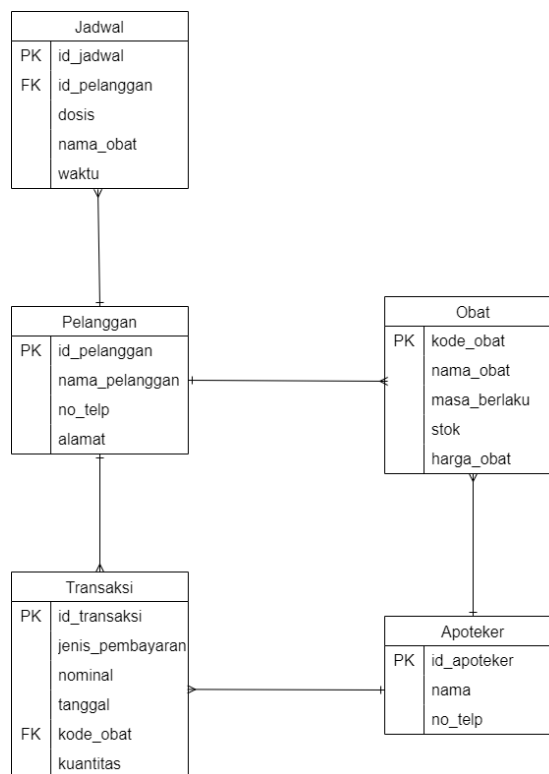 Jadwal
PK id_jadwal
FK id_pelanggan
dosis
nama_obat
waktu
Pelanggan
PK id_pelanggan
nama_pelanggan
no_telp
alamat
Obat
PK kode_obat
nama_obat
masa_berlaku
stok
harga_obat
Transaksi
PK id_transaksi
jenis_pembayaran
nominal
tanggal
FK kode_obat
kuantitas
Apoteker
PK id_apoteker
nama
no_telp